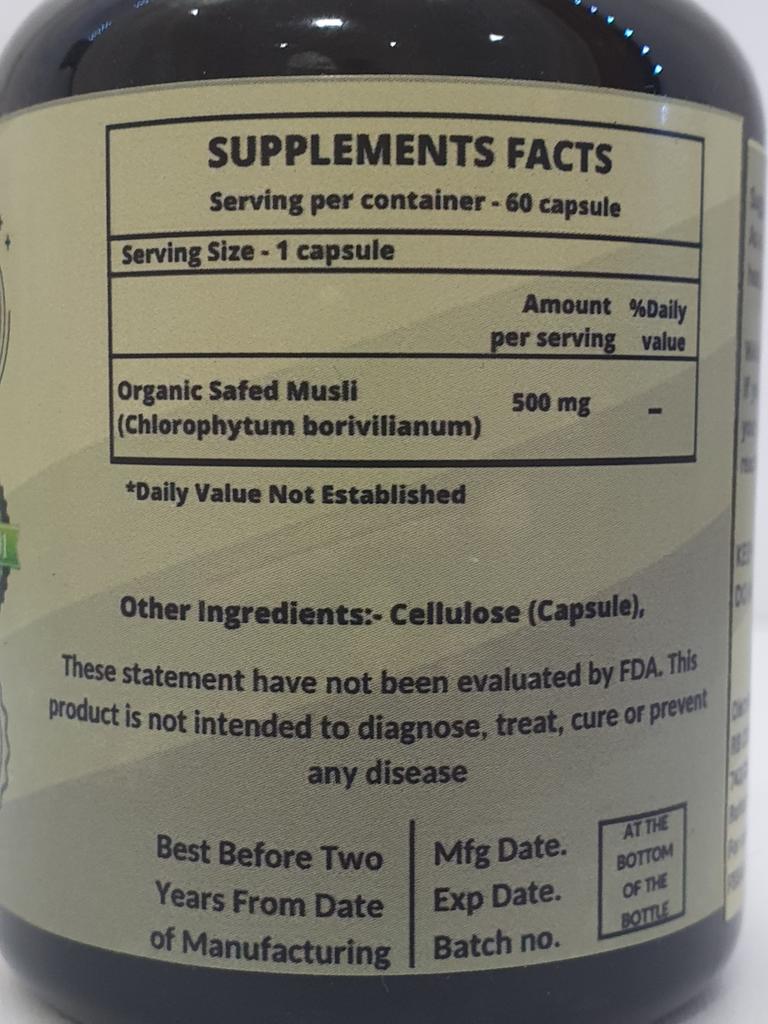 SUPPLEMENTS FACTS
Serving per container - 60 capsule
Serving Size - 1 capsule
Amount %Daily
per serving value
Organic Safed Musli 500 mg –
(Chlorophytum borivilianum)
*Daily Value Not Established
Other Ingredients:- Cellulose (Capsule),
These statement have not been evaluated by FDA. This
product is not intended to diagnose, treat, cure or prevent
any disease
Best Before Two
Years From Date
of Manufacturing
Mfg Date.
Exp Date.
Batch no.
AT THE
BOTTOM
OF THE
BOTTLE